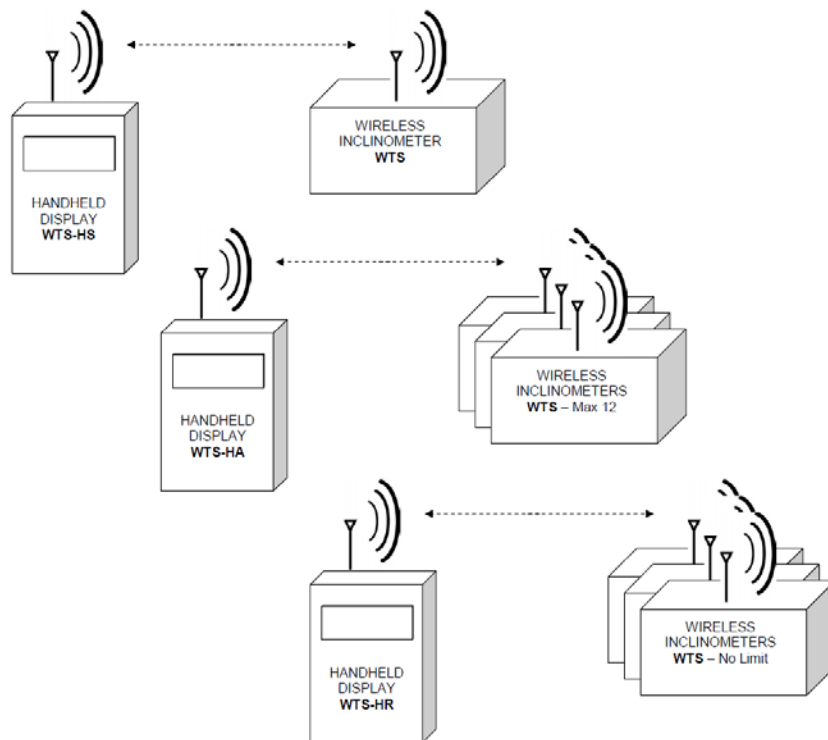 WIRELESS
INCLINOMETER
WTS
HANDHELD
DISPLAY
WTS-HS
WIRELESS
INCLINOMETERS
WTS – Max 12
HANDHELD
DISPLAY
WTS-HA
WIRELESS
INCLINOMETERS
WTS – No Limit
HANDHELD
DISPLAY
WTS-HR